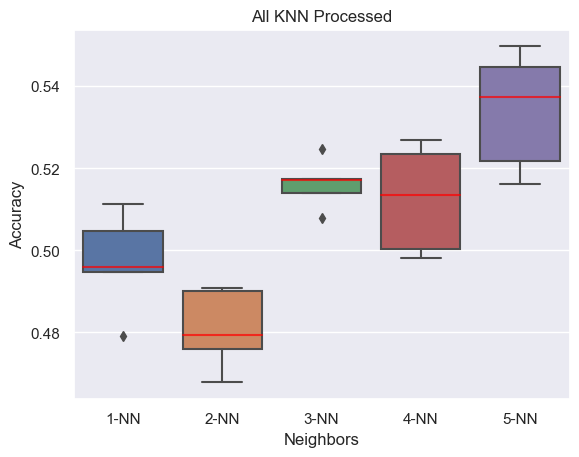 All KNN Processed
Accuracy
0.54
0.52
0.50
0.48
1-NN 2-NN 3-NN 4-NN 5-NN
Neighbors